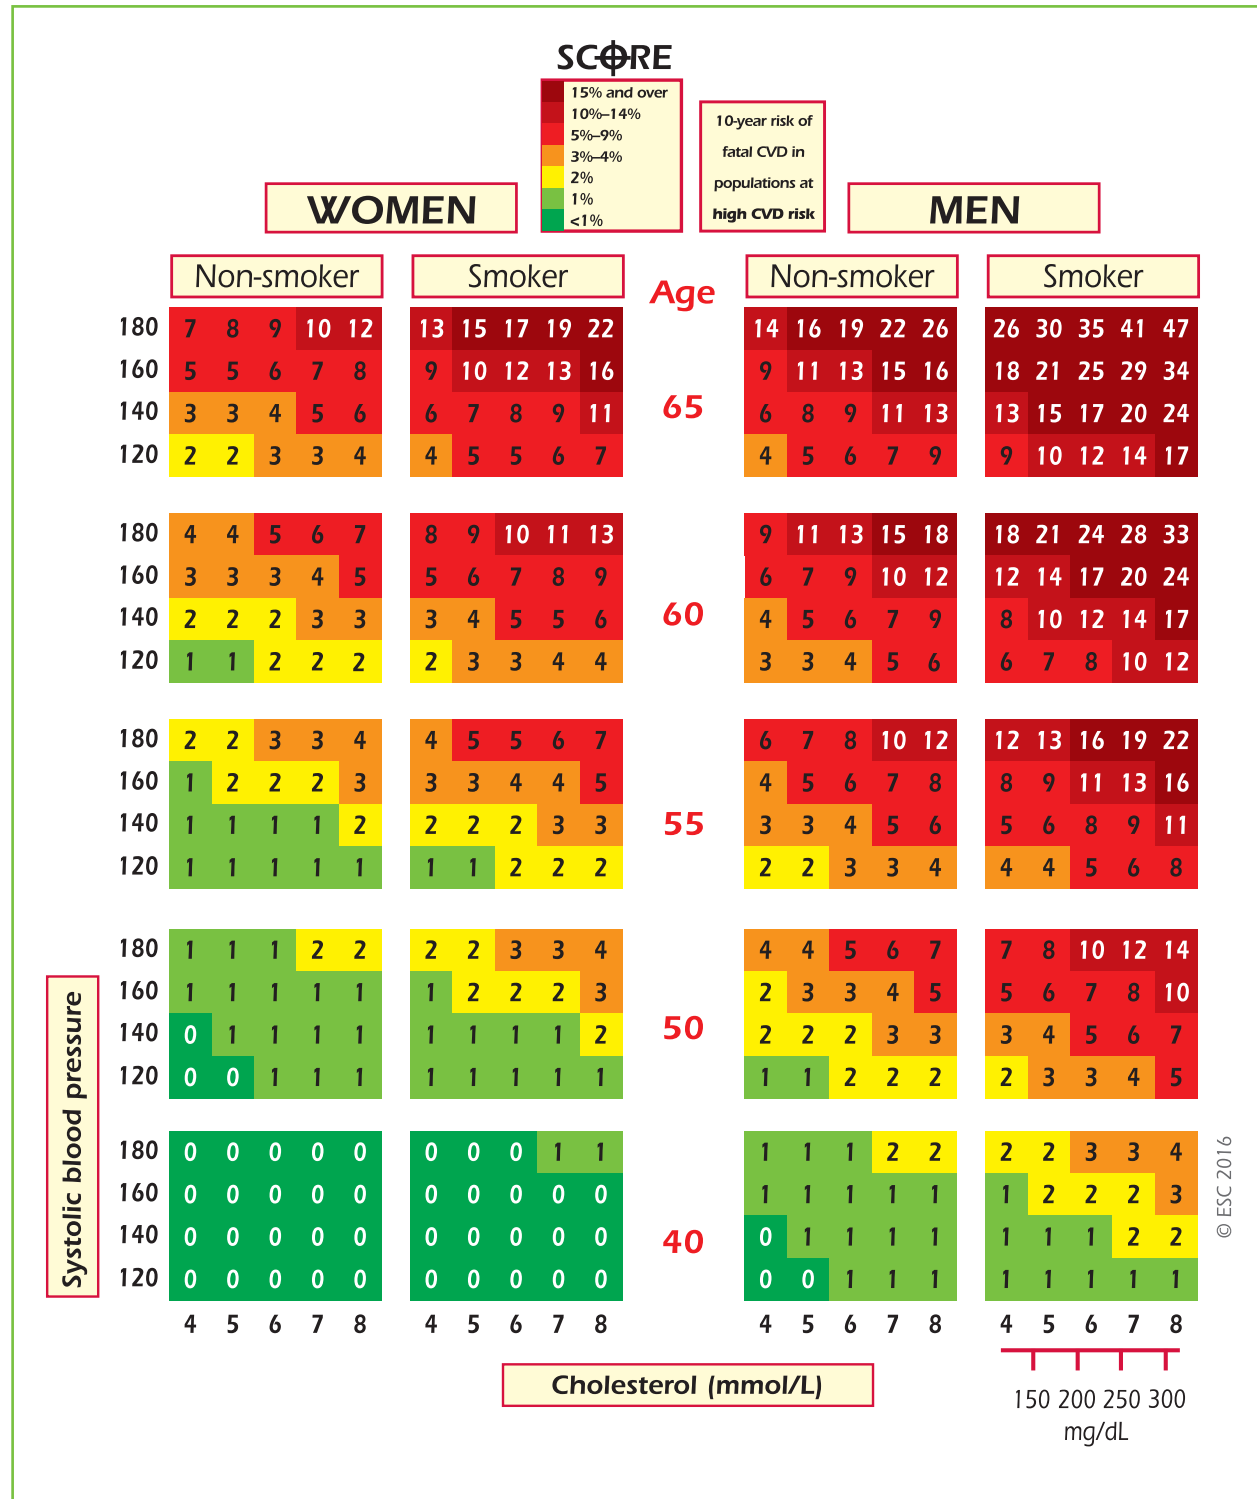 SCORE
15% and over
10%–14%
5%–9%
3%–4%
2%
1%
<1%
10-year risk of
fatal CVD in
populations at
high CVD risk
WOMEN
MEN
Non-smoker Smoker Age Non-smoker Smoker
180 7 8 9 10 12 13 15 17 19 22 14 16 19 22 26 26 30 35 41 47
160 5 5 6 7 8 9 10 12 13 16 9 11 13 15 16 18 21 25 29 34
65
140 3 3 4 5 6 6 7 8 9 11 6 8 9 11 13 13 15 17 20 24
120 2 2 3 3 4 4 5 5 6 7 4 5 6 7 9 9 10 12 14 17
180 4 4 5 6 7 8 9 10 11 13 9 11 13 15 18 18 21 24 28 33
160 3 3 3 4 5 5 6 7 8 9 6 7 9 10 12 12 14 17 20 24
60
140 2 2 2 3 3 3 4 5 5 6 4 5 6 7 9 8 10 12 14 17
120 1 1 2 2 2 2 3 3 4 4 3 3 4 5 6 6 7 8 10 12
180 2 2 3 3 4 4 5 5 6 7 6 7 8 10 12 12 13 16 19 22
160 1 2 2 2 3 3 3 4 4 5 4 5 6 7 8 8 9 11 13 16
55
140 1 1 1 1 2 2 2 2 3 3 3 3 4 5 6 5 6 8 9 11
120 1 1 1 1 1 1 1 2 2 2 2 2 3 3 4 4 4 5 6 8
180 1 1 1 2 2 2 2 3 3 4 4 4 5 6 7 7 8 10 12 14
160 1 1 1 1 1 1 2 2 2 3 2 3 3 4 5 5 6 7 8 10
50
140 0 1 1 1 1 1 1 1 1 2 2 2 2 3 3 3 4 5 6 7
120 0 0 1 1 1 1 1 1 1 1 1 1 2 2 2 2 3 3 4 5
180 0 0 0 0 0 0 0 0 1 1 1 1 1 2 2 2 2 3 3 4
160 0 0 0 0 0 0 0 0 0 0 1 1 1 1 1 1 2 2 2 3
40
140 0 0 0 0 0 0 0 0 0 0 0 1 1 1 1 1 1 1 2 2
120 0 0 0 0 0 0 0 0 0 0 0 0 1 1 1 1 1 1 1 1
4 5 6 7 8 4 5 6 7 8 4 5 6 7 8 4 5 6 7 8
Systolic blood pressure
Cholesterol (mmol/L)
150 200 250 300
mg/dL
© ESC 2016